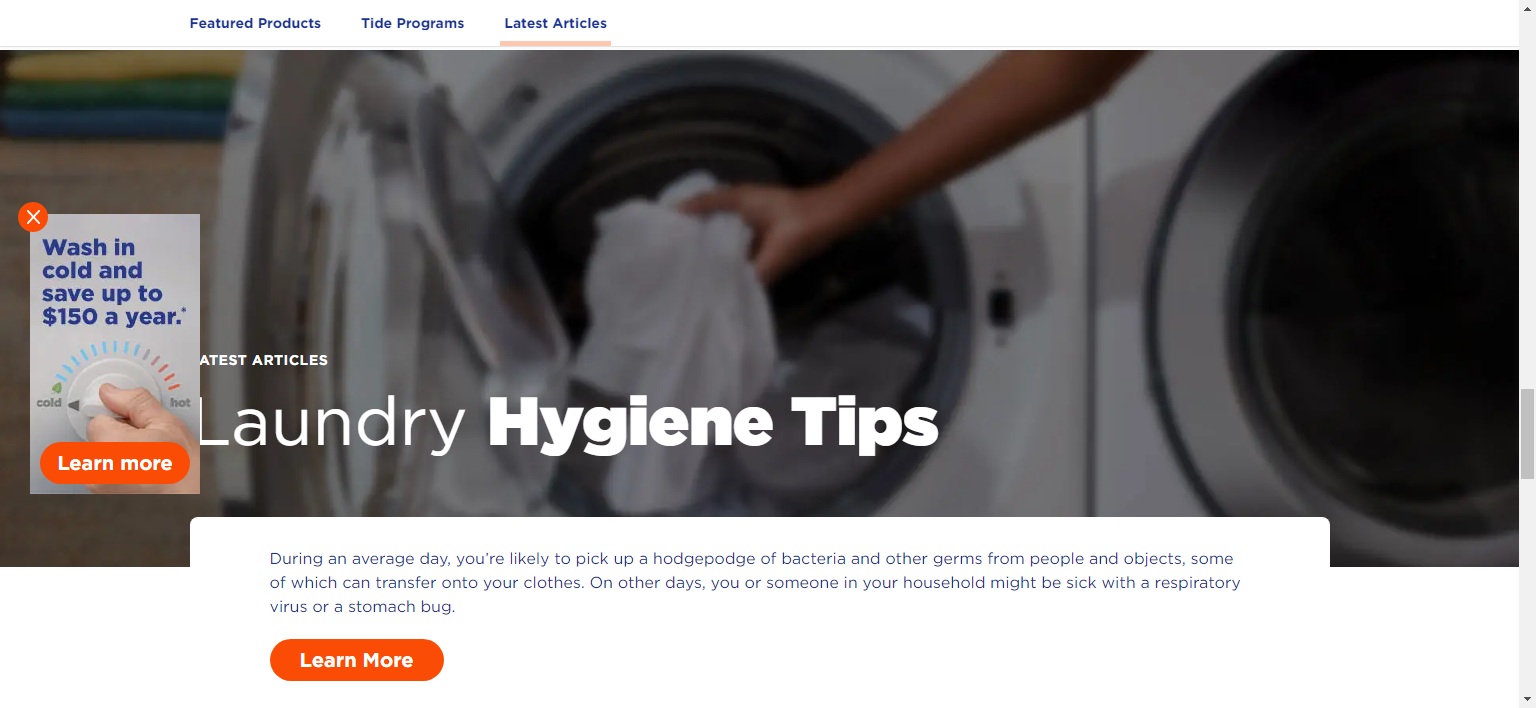 Featured Products
Tide Programs
Latest Articles
Wash in
cold and
save up to
$150 a year.*
cold
hot
Learn more
ATEST ARTICLES
Laundry Hygiene Tips
During an average day, you're likely to pick up a hodgepodge of bacteria and other germs from people and objects, some
of which can transfer onto your clothes. On other days, you or someone in your household might be sick with a respiratory
virus or a stomach bug.
Learn More